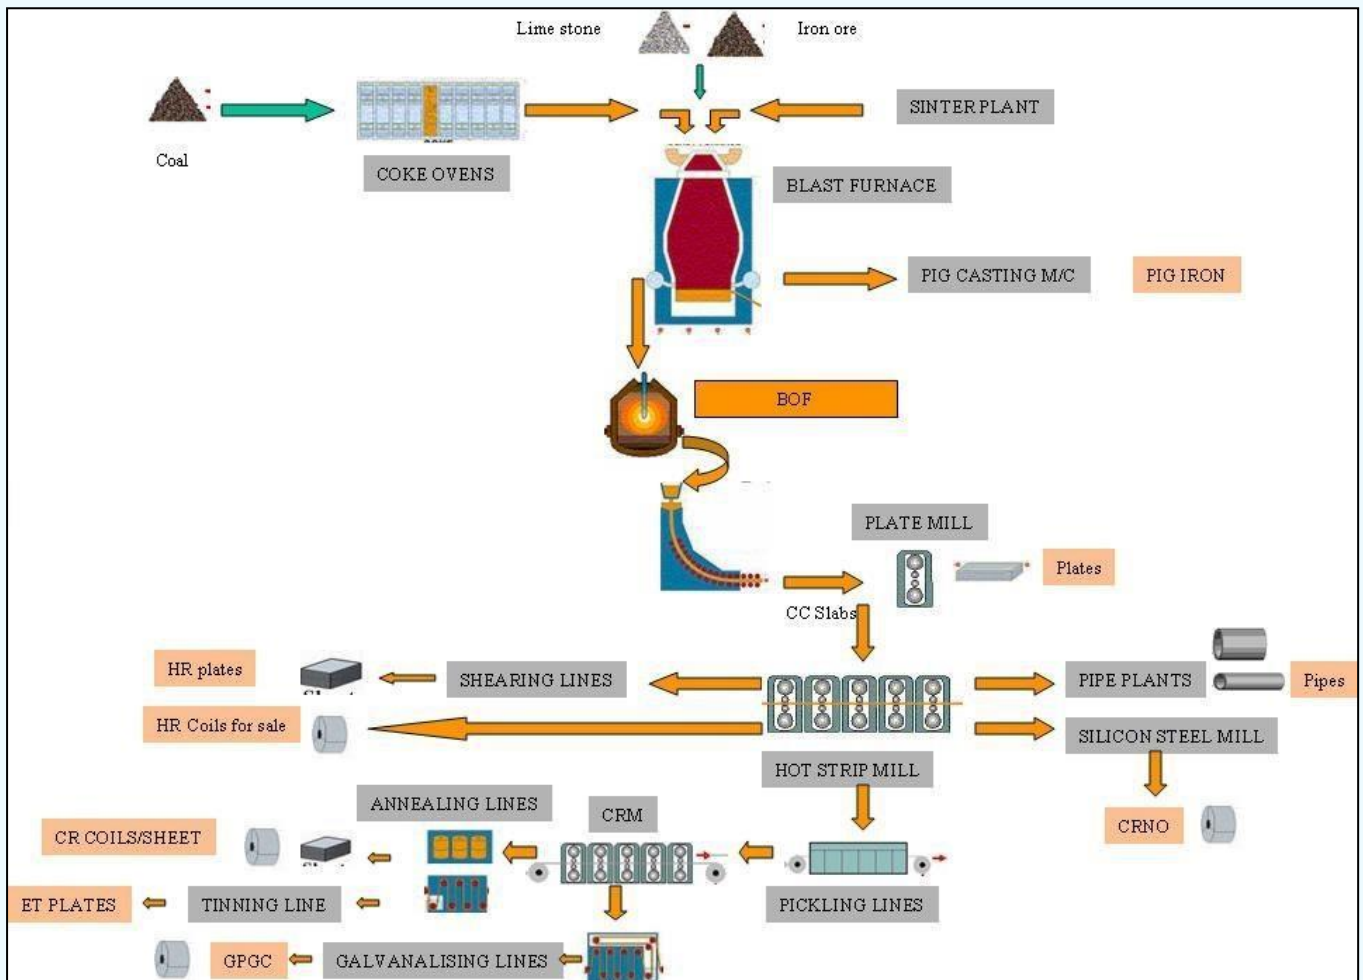 Lime stone
Iron ore
SINTER PLANT
Coal
COKE OVENS
BLAST FURNACE
PIG CASTING M/C
PIG IRON
BOF
PLATE MILL
Plates
CC Slabs
HR plates
SHEARING LINES
PIPE PLANTS
Pipes
HR Coils for sale
SILICON STEEL MILL
HOT STRIP MILL
ANNEALING LINES
CRM
CRNO
CR COILS/SHEET
ET PLATES
TINNING LINE
PICKLING LINES
GPGC
GALVANALISING LINES